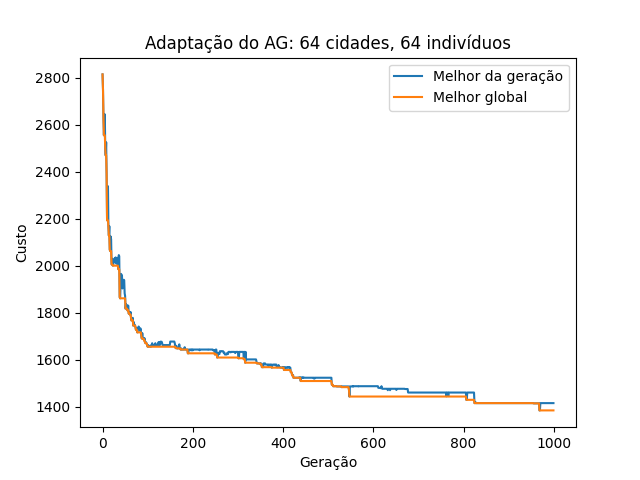 Adaptação do AG: 64 cidades, 64 indivíduos
Melhor da geração
Melhor global
Custo
2800
2600
2400
2200
2000
1800
1600
1400
0 200 400 600 800 1000
Geração